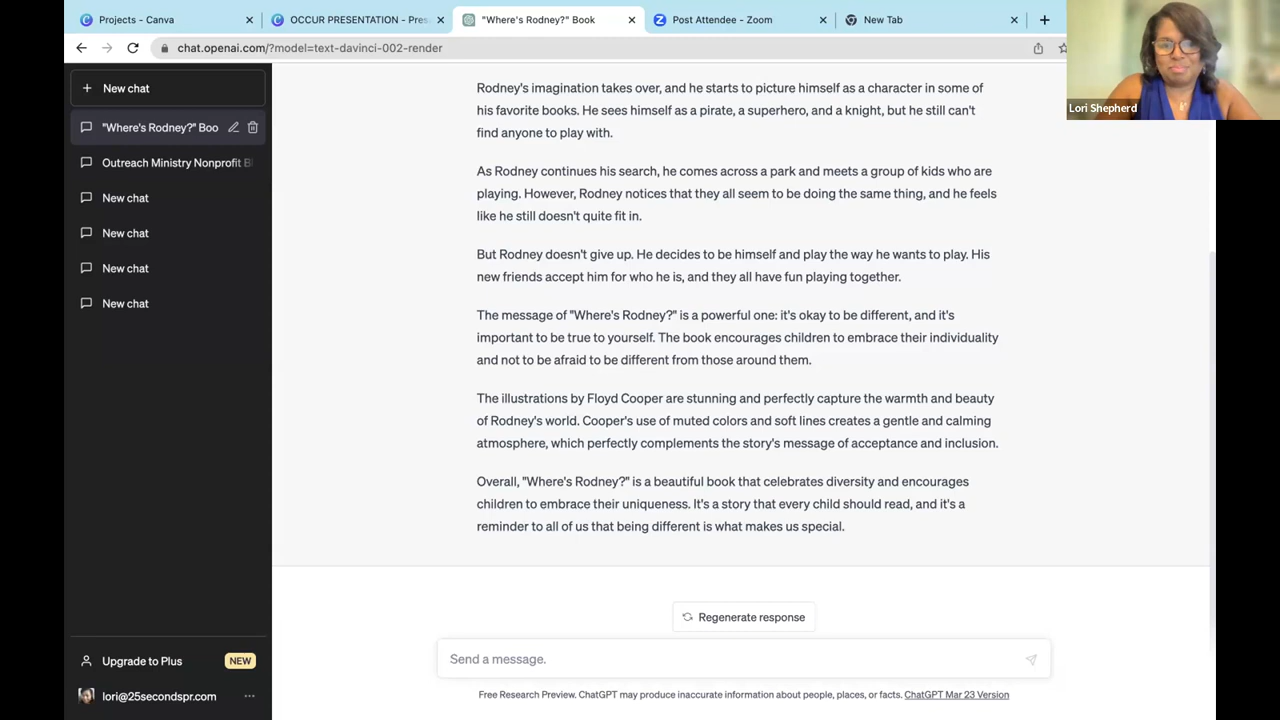 Projects - Canva
OCCUR PRESENTATION - Pres
"Where's Rodney?" Book
Post Attendee - Zoom
New Tab
chat.openai.com/?model=text-davinci-002-render
Lori Shepherd
New chat
"Where's Rodney?" Boo
Outreach Ministry Nonprofit B
New chat
New chat
New chat
New chat
Upgrade to Plus NEW
lori@25secondspr.com
Rodney's imagination takes over, and he starts to picture himself as a character in some of
his favorite books. He sees himself as a pirate, a superhero, and a knight, but he still can't
find anyone to play with.
As Rodney continues his search, he comes across a park and meets a group of kids who are
playing. However, Rodney notices that they all seem to be doing the same thing, and he feels
like he still doesn't quite fit in.
But Rodney doesn't give up. He decides to be himself and play the way he wants to play. His
new friends accept him for who he is, and they all have fun playing together.
The message of "Where's Rodney?" is a powerful one: it's okay to be different, and it's
important to be true to yourself. The book encourages children to embrace their individuality
and not to be afraid to be different from those around them.
The illustrations by Floyd Cooper are stunning and perfectly capture the warmth and beauty
of Rodney's world. Cooper's use of muted colors and soft lines creates a gentle and calming
atmosphere, which perfectly complements the story's message of acceptance and inclusion.
Overall, "Where's Rodney?" is a beautiful book that celebrates diversity and encourages
children to embrace their uniqueness. It's a story that every child should read, and it's a
reminder to all of us that being different is what makes us special.
Regenerate response
Send a message.
Free Research Preview. ChatGPT may produce inaccurate information about people, places, or facts. ChatGPT Mar 23 Version